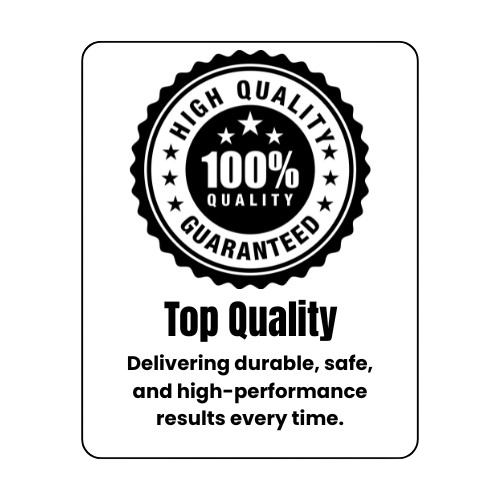 HIGH QUALITY
100%
QUALITY
GUARANTEED
Top Quality
Delivering durable, safe,
and high-performance
results every time.